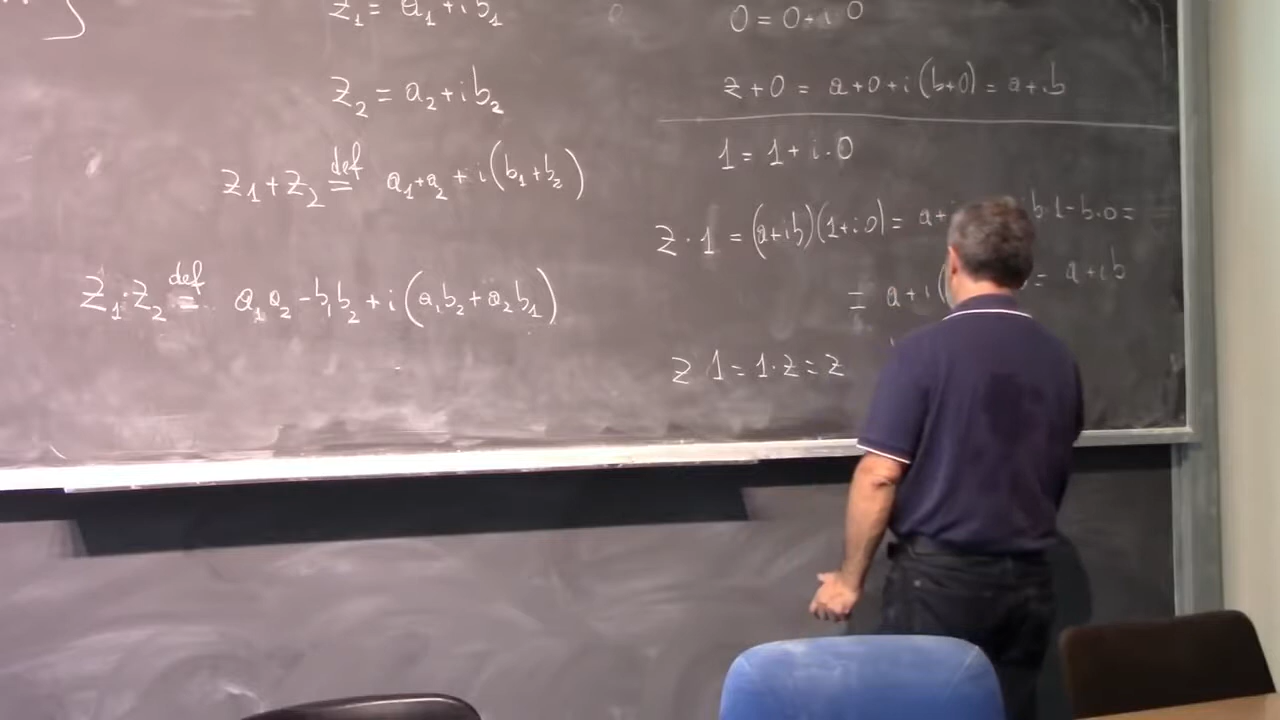 z₁ = a₁ + i b₁
z₂ = a₂ + i b₂
z₁ + z₂ def= a₁ + a₂ + i (b₁ + b₂)
z₁ · z₂ def= a₁a₂ - b₁b₂ + i (a₁b₂ + a₂b₁)
0 = 0 + i 0
z + 0 = a + 0 + i (b+0) = a + ib
1 = 1 + i · 0
z · 1 = (a+ib)(1+i0) = a + b·1 - b·0 =
= a + i ( = a + ib
z 1 = 1·z = z